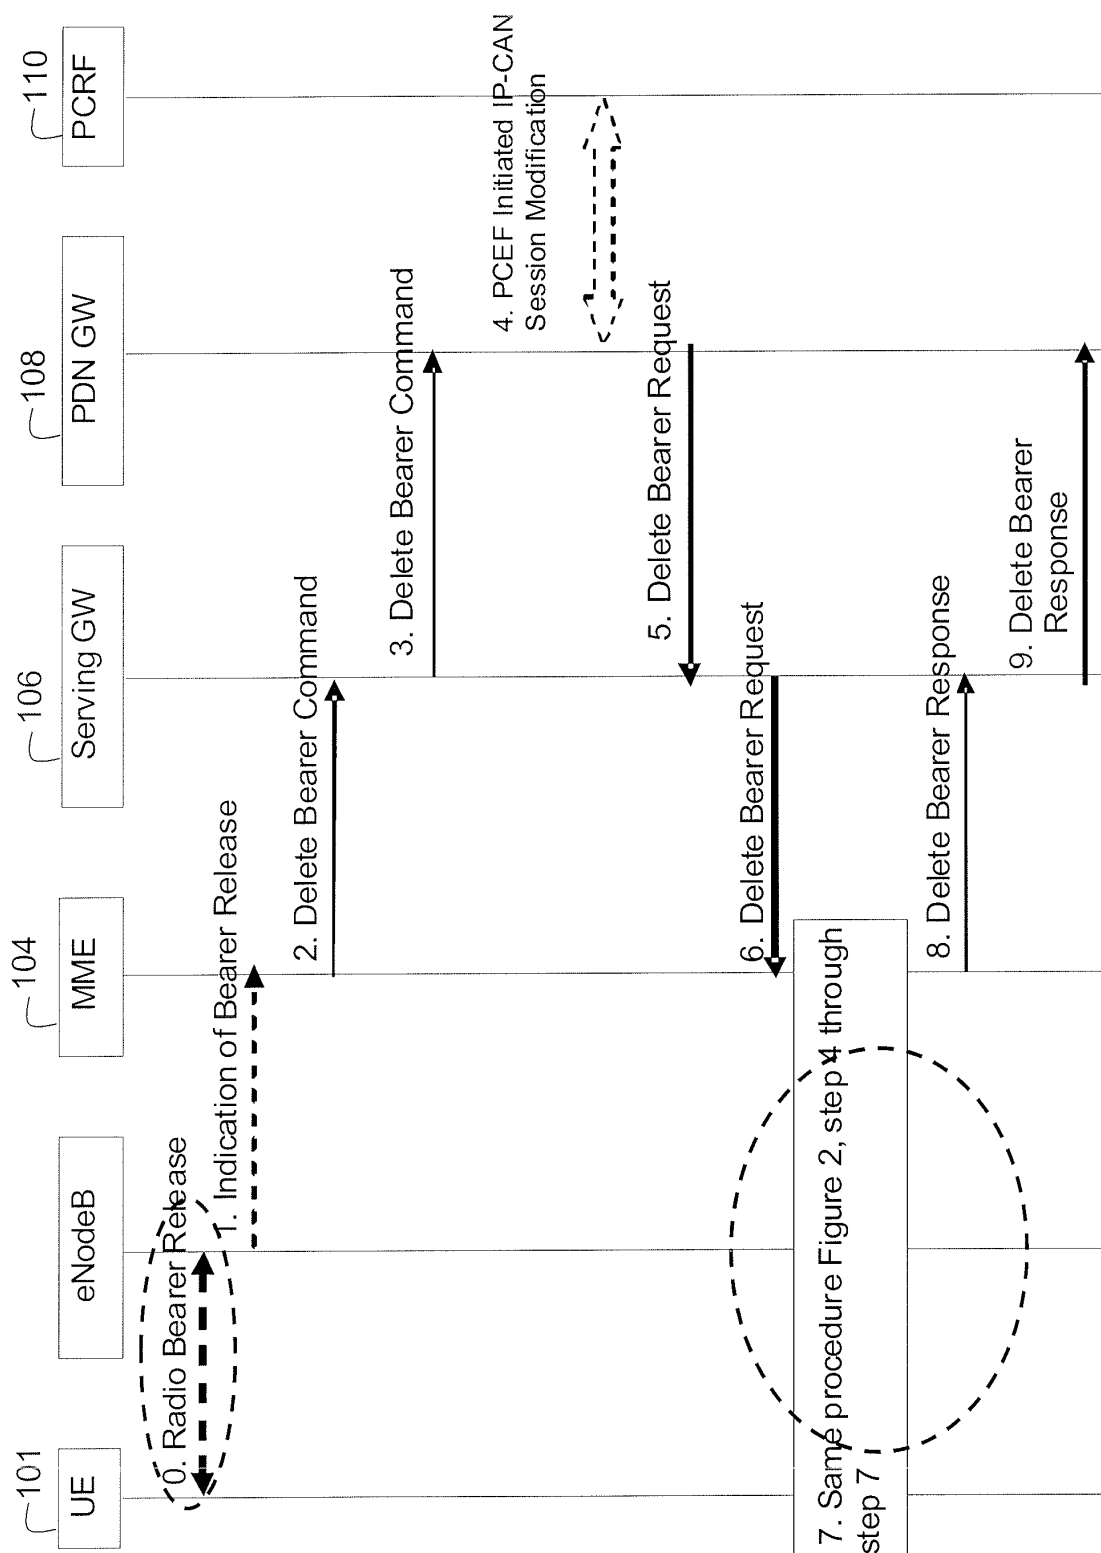 101
104
106
108
110
UE
eNodeB
MME
Serving GW
PDN GW
PCRF
0. Radio Bearer Release
1. Indication of Bearer Release
2. Delete Bearer Command
3. Delete Bearer Command
4. PCEF Initiated IP-CAN
Session Modification
5. Delete Bearer Request
6. Delete Bearer Request
7. Same procedure Figure 2, step 4 through
step 7
8. Delete Bearer Response
9. Delete Bearer
Response